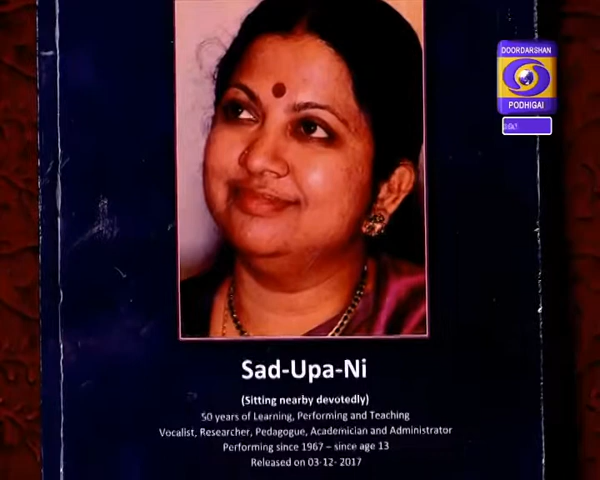 DOORDARSHAN
PODHIGAI
Sad-Upa-Ni
(Sitting nearby devotedly)
50 years of Learning, Performing and Teaching
Vocalist, Researcher, Pedagogue, Academician and Administrator
Performing since 1967 – since age 13
Released on 03-12- 2017